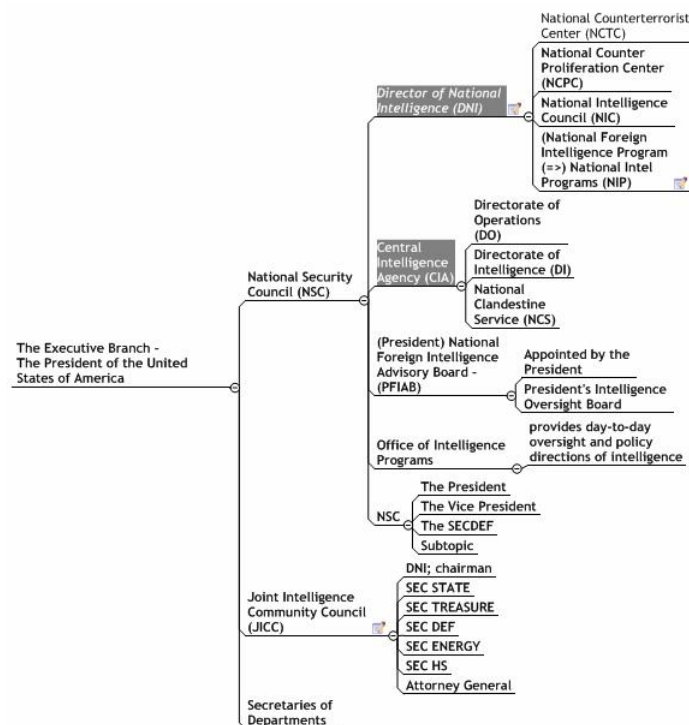 National Counterterrorist
Center (NCTC)
National Counter
Proliferation Center
(NCPC)
Director of National
Intelligence (DNI)
National Intelligence
Council (NIC)
(National Foreign
Intelligence Program
(=>) National Intel
Programs (NIP)
Directorate of
Operations
(DO)
Central
Intelligence
Agency (CIA)
Directorate of
Intelligence (DI)
National
Clandestine
Service (NCS)
National Security
Council (NSC)
The Executive Branch -
The President of the United
States of America
(President) National
Foreign Intelligence
Advisory Board -
(PFIAB)
Appointed by the
President
President's Intelligence
Oversight Board
Office of Intelligence
Programs
provides day-to-day
oversight and policy
directions of intelligence
NSC
The President
The Vice President
The SECDEF
Subtopic
Joint Intelligence
Community Council
(JICC)
DNI; chairman
SEC STATE
SEC TREASURE
SEC DEF
SEC ENERGY
SEC HS
Attorney General
Secretaries of
Departments